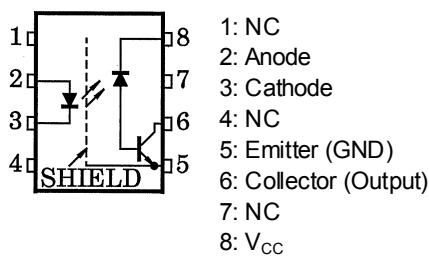 1
2
3
4
8
7
6
5
SHIELD
1: NC
2: Anode
3: Cathode
4: NC
5: Emitter (GND)
6: Collector (Output)
7: NC
8: VCC